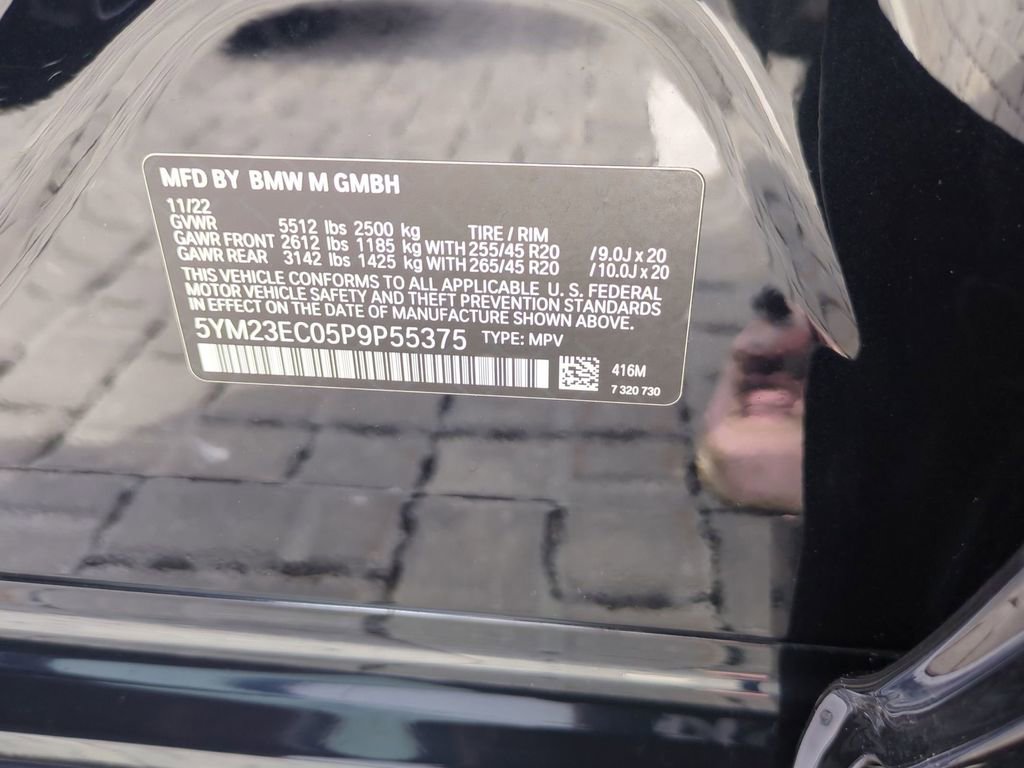 MFD BY BMW M GMBH
11/22
GVWR 5512 lbs 2500 kg TIRE / RIM
GAWR FRONT 2612 lbs 1185 kg WITH 255/45 R20 /9.0J x 20
GAWR REAR 3142 lbs 1425 kg WITH 265/45 R20 /10.0J x 20
THIS VEHICLE CONFORMS TO ALL APPLICABLE U. S. FEDERAL
MOTOR VEHICLE SAFETY AND THEFT PREVENTION STANDARDS
IN EFFECT ON THE DATE OF MANUFACTURE SHOWN ABOVE.
5YM23EC05P9P55375 TYPE: MPV
416M
7 320 730